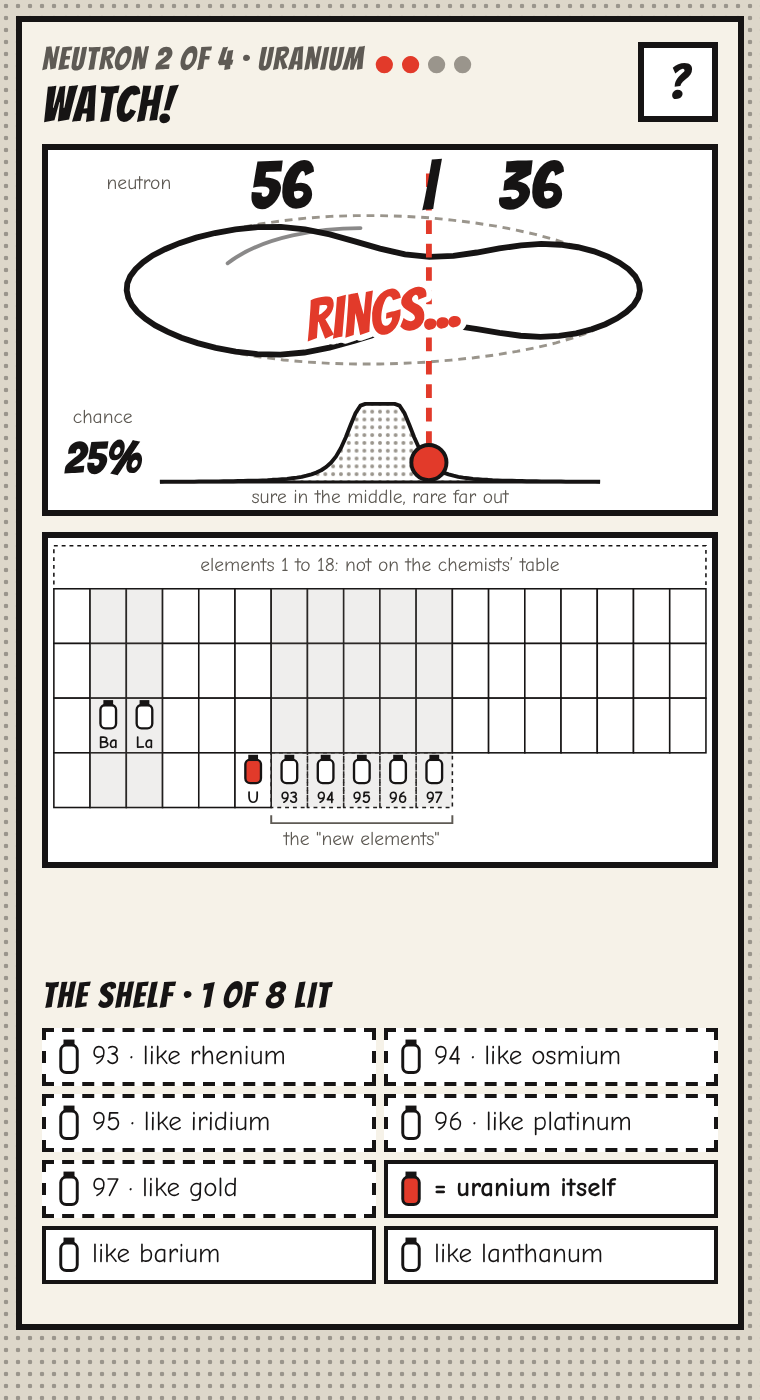 NEUTRON 2 OF 4 · URANIUM
WATCH!
?
neutron
56 / 36
RINGS...
chance
25%
sure in the middle, rare far out
elements 1 to 18: not on the chemists' table
Ba La
U 93 94 95 96 97
the "new elements"
THE SHELF · 1 OF 8 LIT
93 · like rhenium
94 · like osmium
95 · like iridium
96 · like platinum
97 · like gold
= uranium itself
like barium
like lanthanum